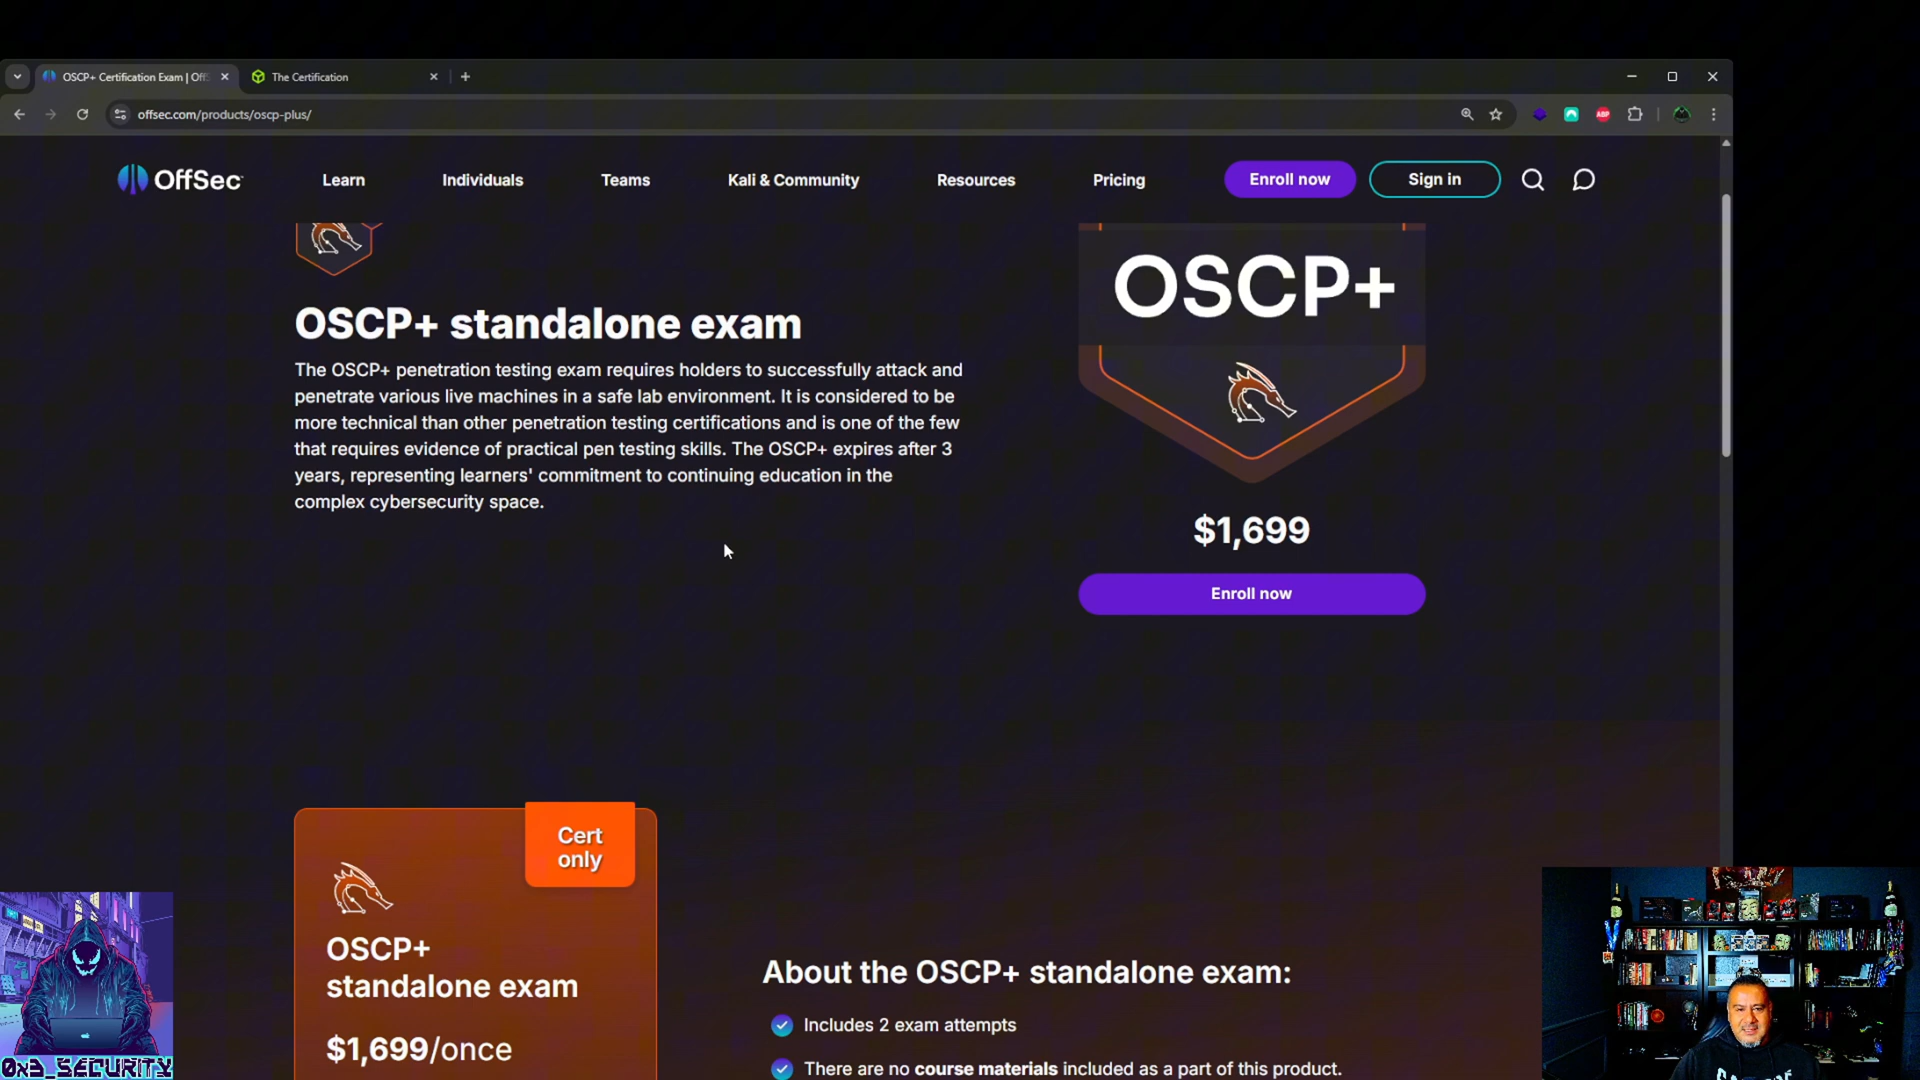 OSCP+ Certification Exam | Off
The Certification
offsec.com/products/oscp-plus/
ABP
OffSec
Learn
Individuals
Teams
Kali & Community
Resources
Pricing
Enroll now
Sign in
OSCP+
OSCP+ standalone exam
The OSCP+ penetration testing exam requires holders to successfully attack and
penetrate various live machines in a safe lab environment. It is considered to be
more technical than other penetration testing certifications and is one of the few
that requires evidence of practical pen testing skills. The OSCP+ expires after 3
years, representing learners' commitment to continuing education in the
complex cybersecurity space.
$1,699
Enroll now
Cert
only
OSCP+
standalone exam
$1,699/once
About the OSCP+ standalone exam:
Includes 2 exam attempts
There are no course materials included as a part of this product.
0x3_SECURITY